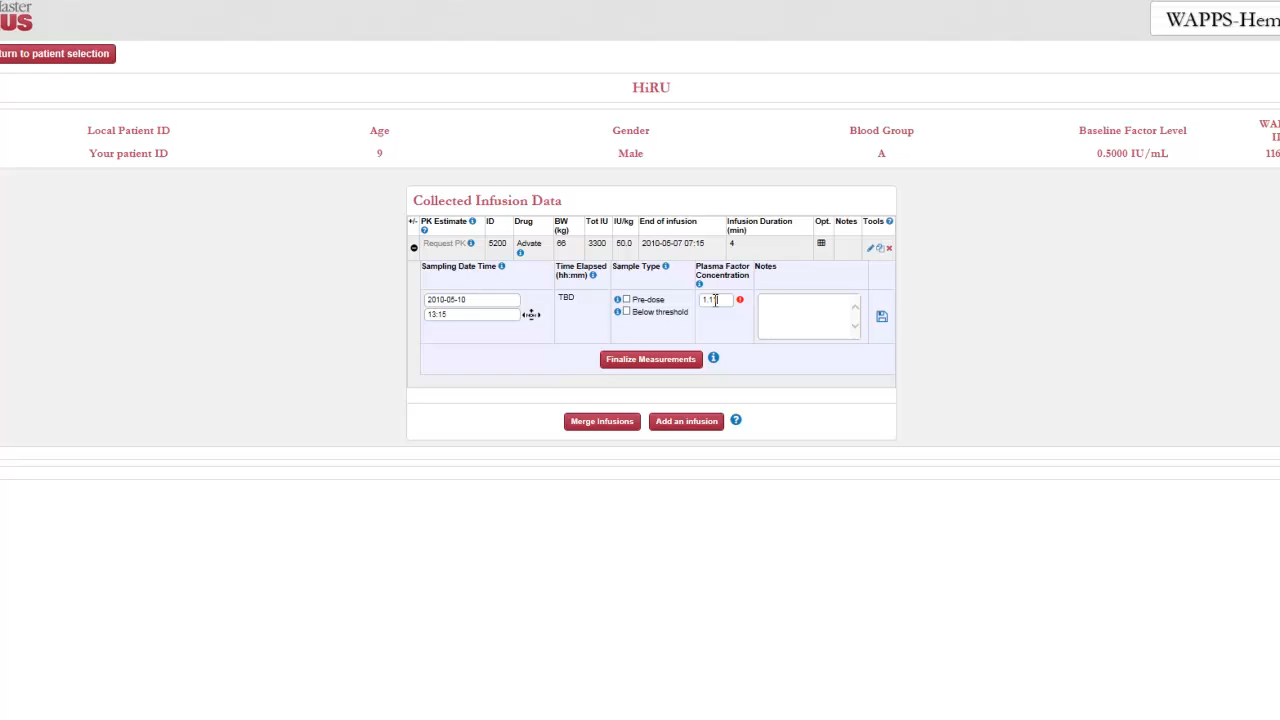 aster
US
WAPPS-Hem
turn to patient selection
HiRU
Local Patient ID Age Gender Blood Group Baseline Factor Level
Your patient ID 9 Male A 0.5000 IU/mL 116
Collected Infusion Data
+/- PK Estimate ID Drug BW (kg) Tot IU IU/kg End of infusion Infusion Duration (min) Opt. Notes Tools
Request PK 5200 Advate 66 3300 50.0 2010-05-07 07:15 4
Sampling Date Time Time Elapsed (hh:mm) Sample Type Plasma Factor Concentration Notes
2010-05-10 TBD Pre-dose 1.1
13:15 Below threshold
Finalize Measurements
Merge Infusions Add an infusion